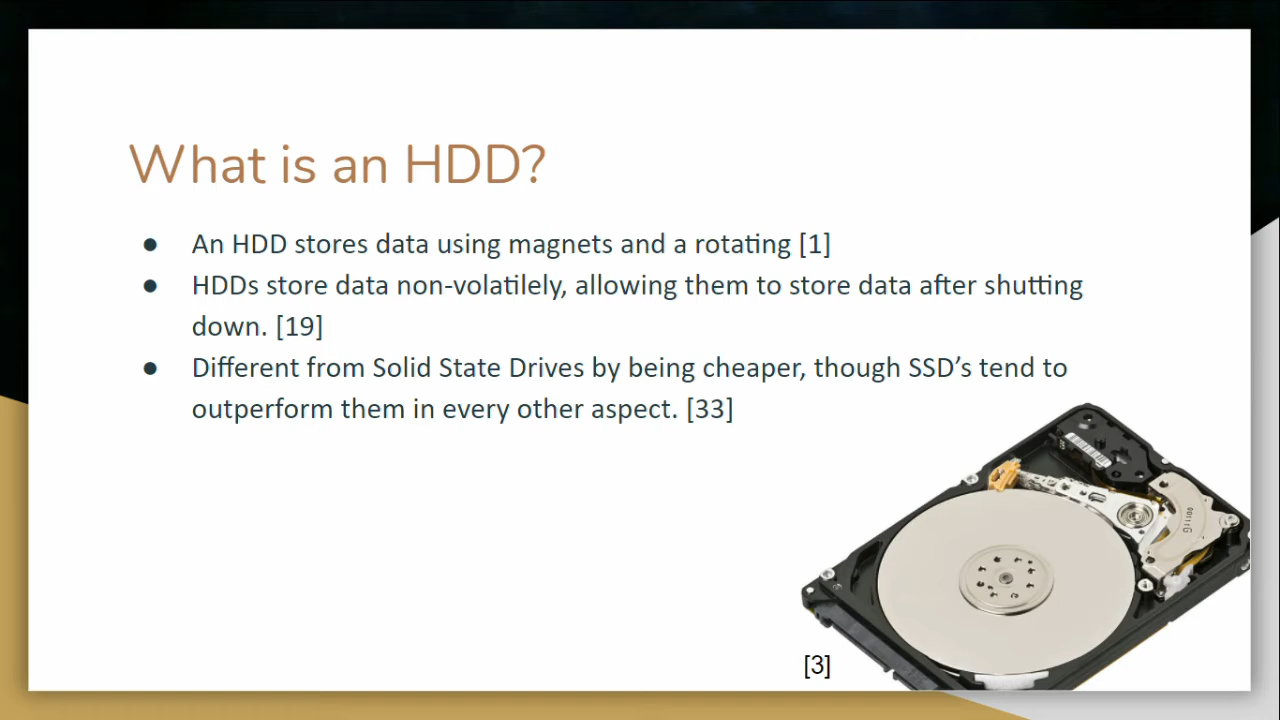 What is an HDD?
● An HDD stores data using magnets and a rotating [1]
● HDDs store data non-volatilely, allowing them to store data after shutting
down. [19]
● Different from Solid State Drives by being cheaper, though SSD’s tend to
outperform them in every other aspect. [33]
[3]